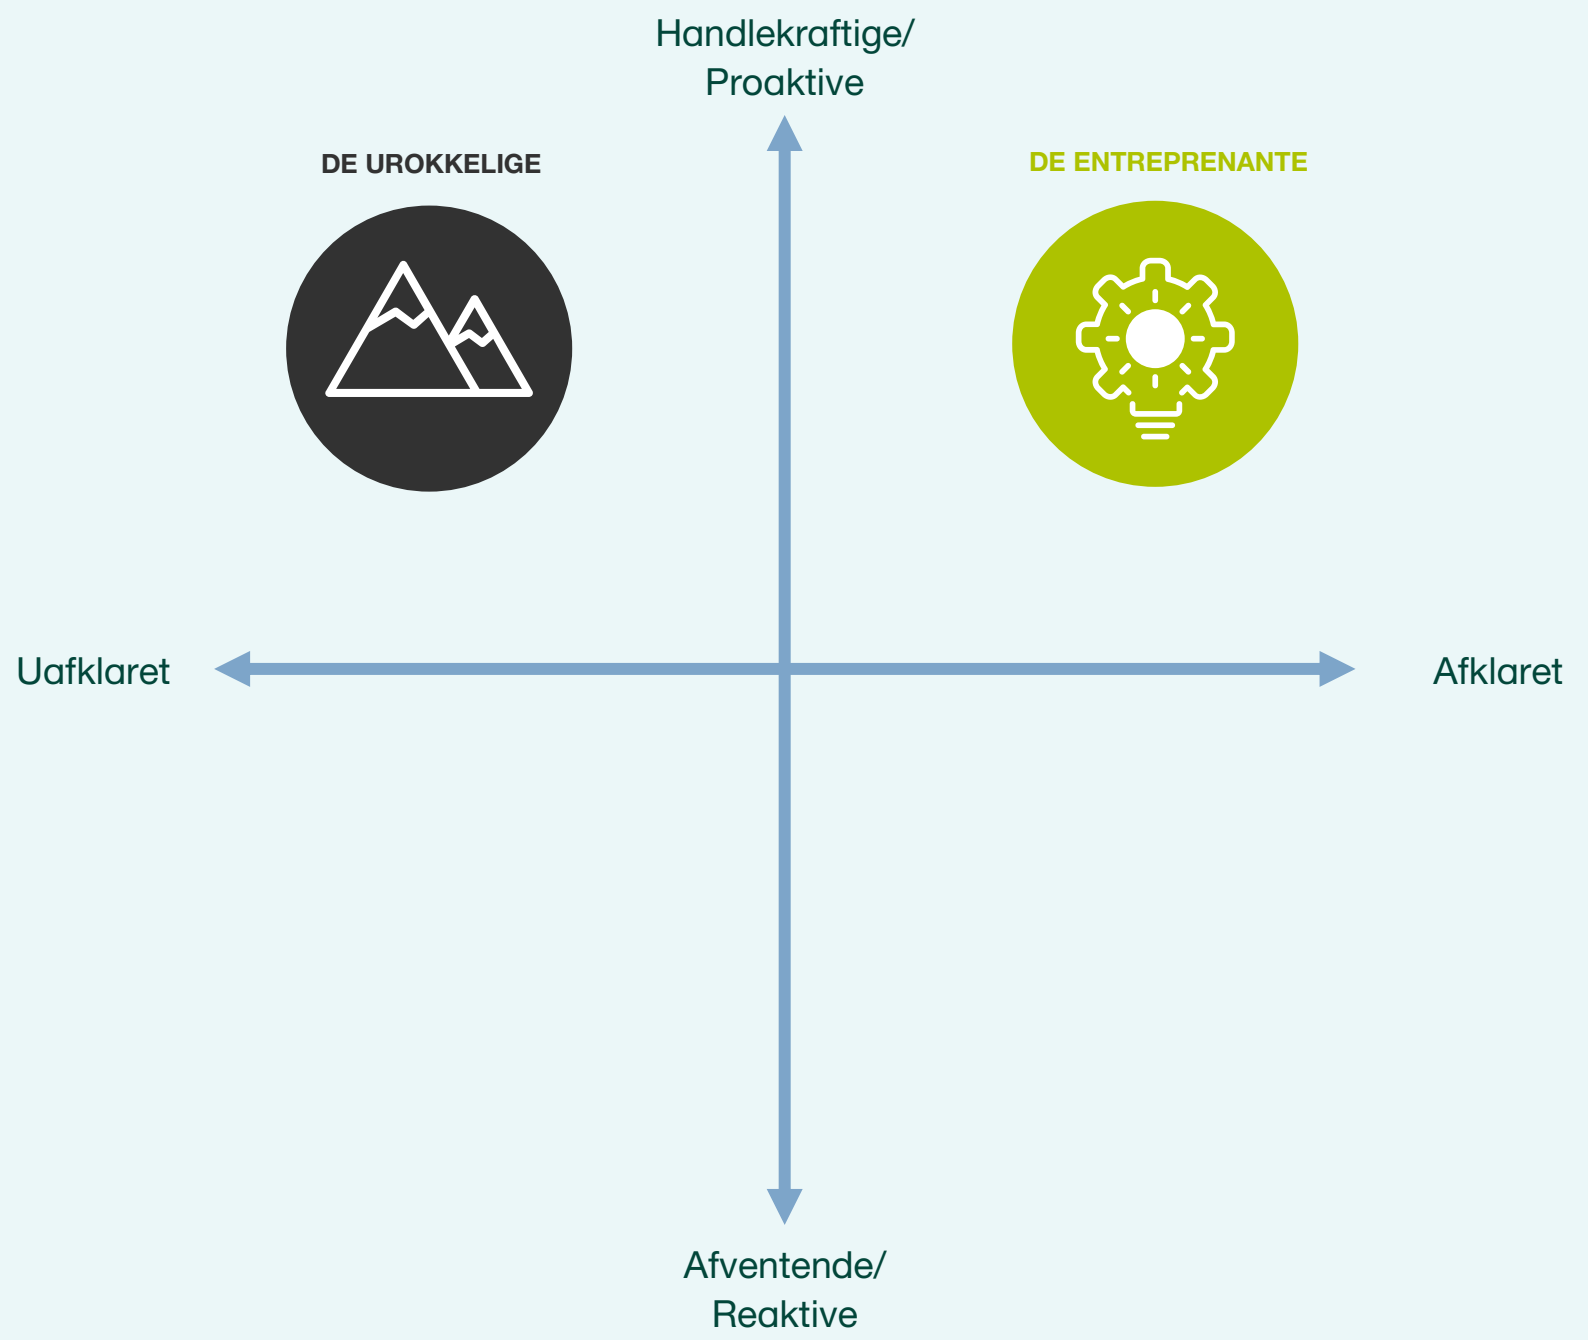 Handlekraftige/
Proaktive
DE UROKKELIGE
DE ENTREPRENANTE
Uafklaret
Afklaret
Afventende/
Reaktive